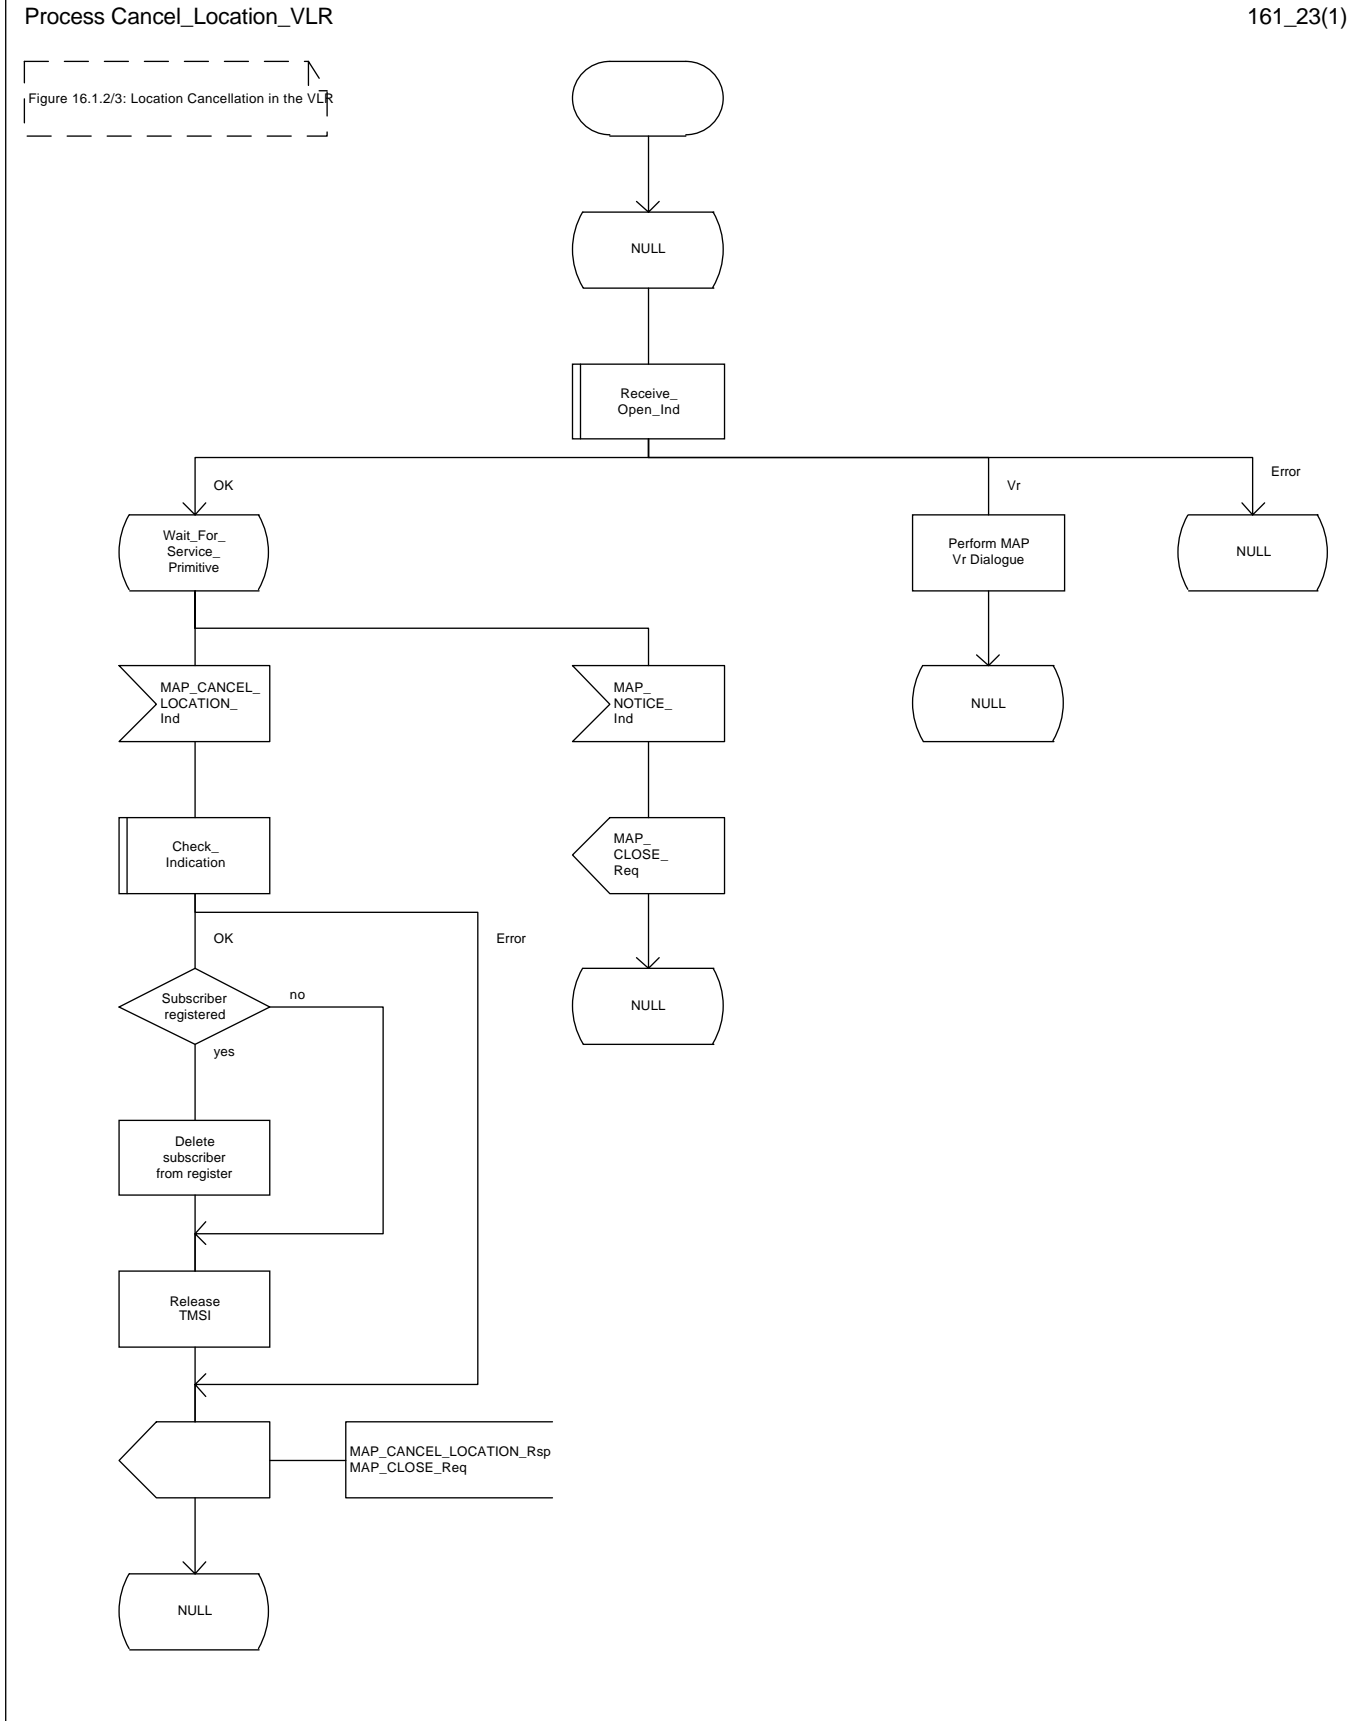 Process Cancel_Location_VLR
161_23(1)
Figure 16.1.2/3: Location Cancellation in the VLR
NULL
Receive_
Open_Ind
OK
Vr
Error
Wait_For_
Service_
Primitive
Perform MAP
Vr Dialogue
NULL
MAP_CANCEL_
LOCATION_
Ind
MAP_
NOTICE_
Ind
NULL
Check_
Indication
MAP_
CLOSE_
Req
OK
Error
Subscriber
registered
no
yes
NULL
Delete
subscriber
from register
Release
TMSI
MAP_CANCEL_LOCATION_Rsp
MAP_CLOSE_Req
NULL